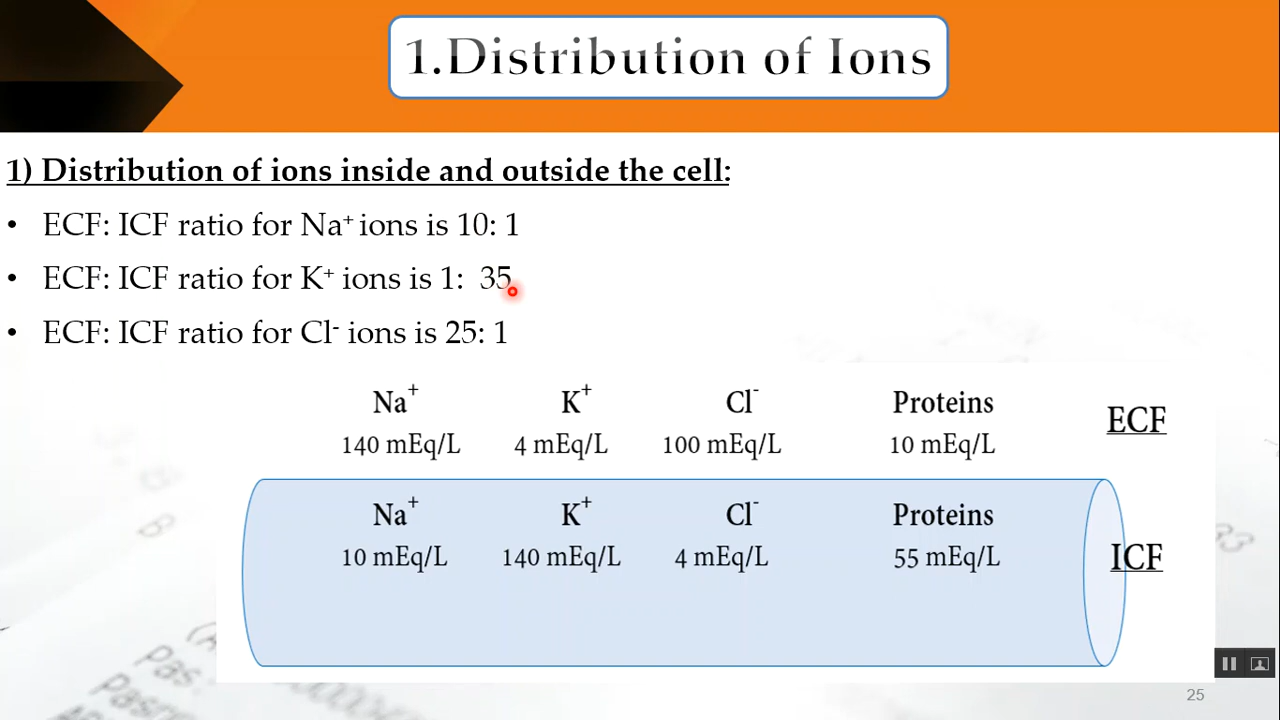 1.Distribution of Ions
1) Distribution of ions inside and outside the cell:
• ECF: ICF ratio for Na⁺ ions is 10: 1
• ECF: ICF ratio for K⁺ ions is 1: 35
• ECF: ICF ratio for Cl⁻ ions is 25: 1
Na⁺ K⁺ Cl⁻ Proteins ECF
140 mEq/L 4 mEq/L 100 mEq/L 10 mEq/L
Na⁺ K⁺ Cl⁻ Proteins
10 mEq/L 140 mEq/L 4 mEq/L 55 mEq/L ICF
25